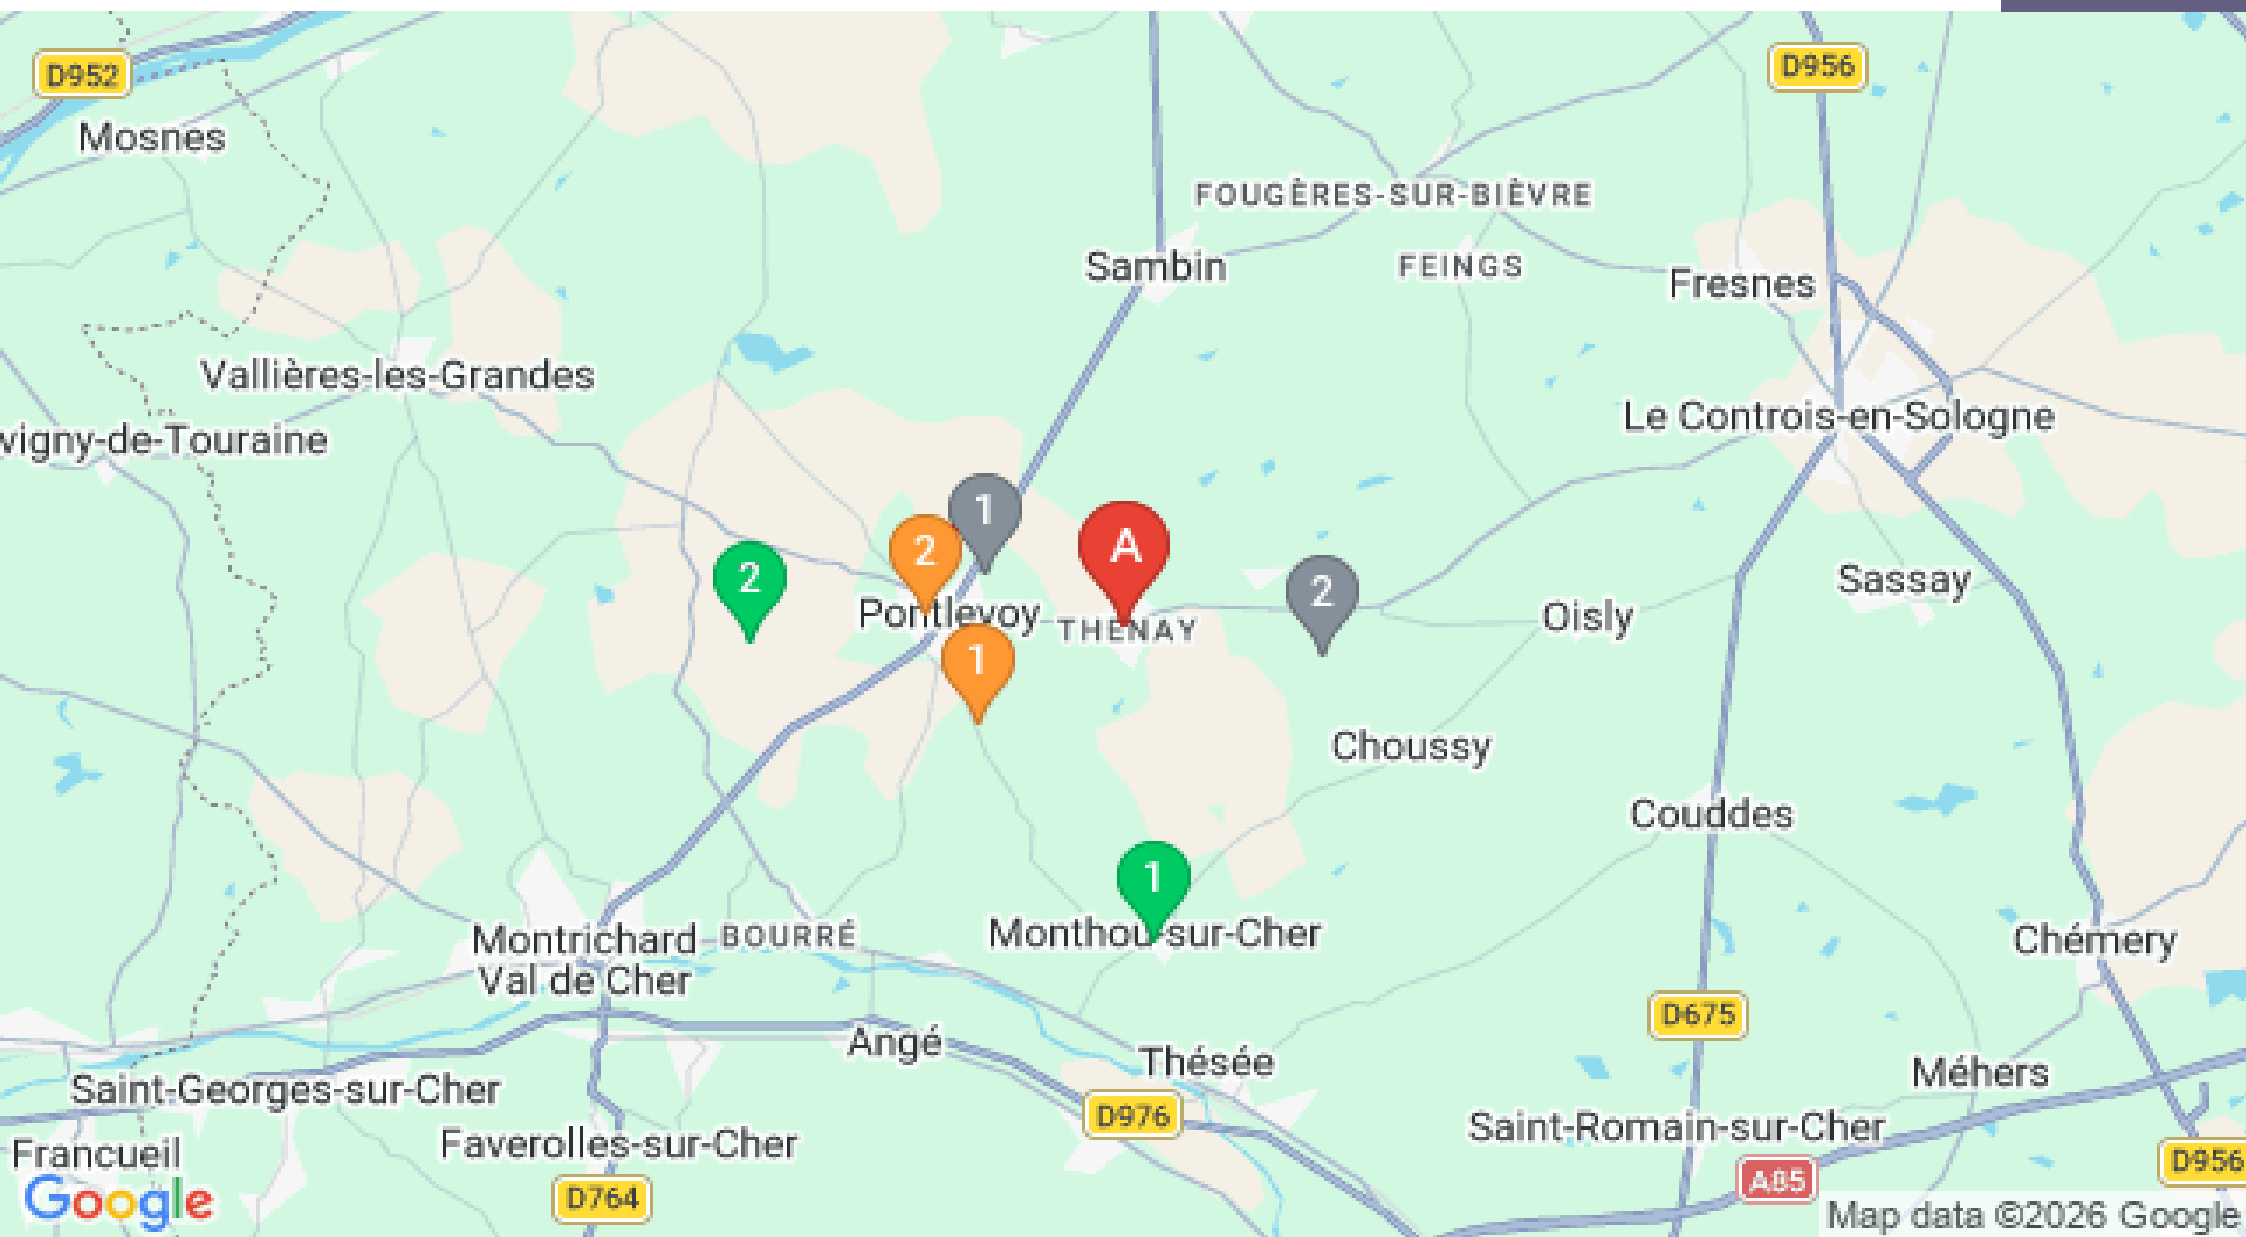 D952
D956
Mosnes
FOUGÈRES-SUR-BIÈVRE
Sambin
FEINGS
Fresnes
Vallières-les-Grandes
Le Controis-en-Sologne
vigny-de-Touraine
1
2
A
2
2
Sassay
Pontlevoy
THENAY
Oisly
1
Choussy
Couddes
1
Montrichard
Val de Cher
BOURRÉ
Monthou-sur-Cher
Chémery
D675
Angé
Thésée
Méhers
Saint-Georges-sur-Cher
D976
Saint-Romain-sur-Cher
Faverolles-sur-Cher
Francueil
D956
A85
D764
Google
Map data ©2026 Google